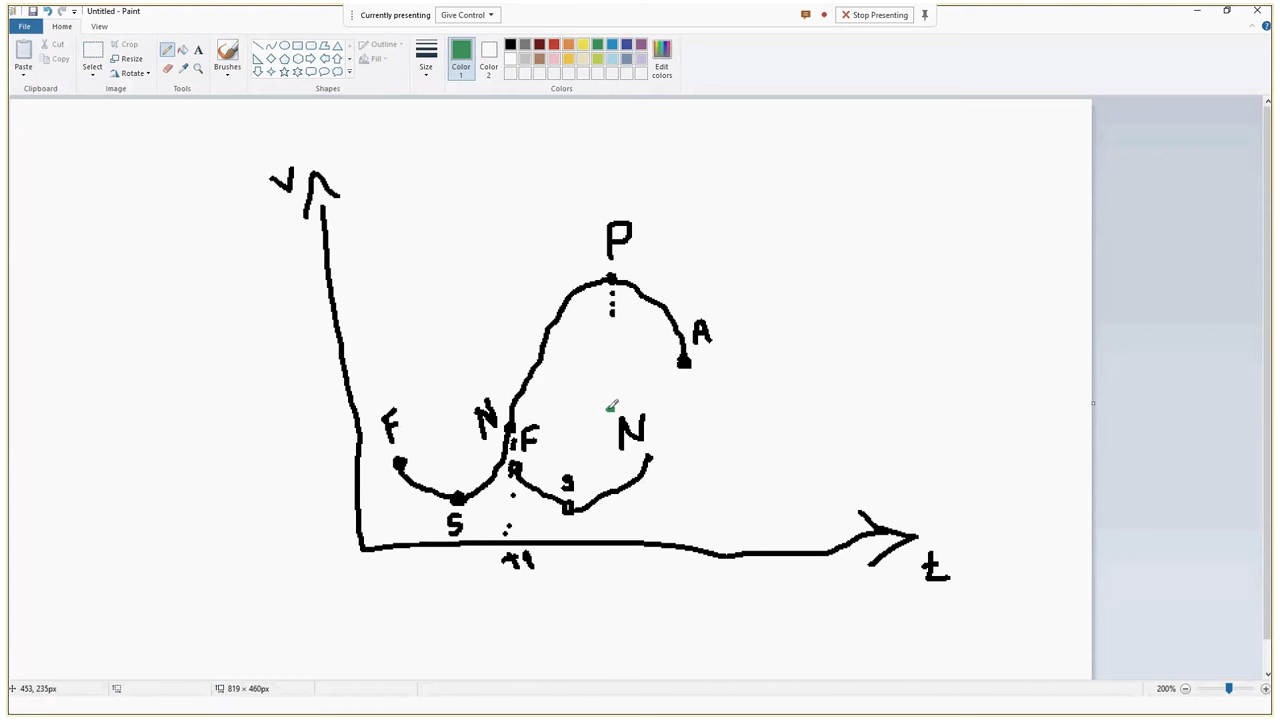 Untitled - Paint
Currently presenting
Give Control
Stop Presenting
File
Home
View
Paste
Cut
Copy
Clipboard
Select
Crop
Resize
Rotate
Image
A
Tools
Brushes
Shapes
Outline
Fill
Size
Color
1
Color
2
Edit
colors
Colors
V
P
A
F
N
F
N
S
S
t
453, 235px
819 × 460px
200%